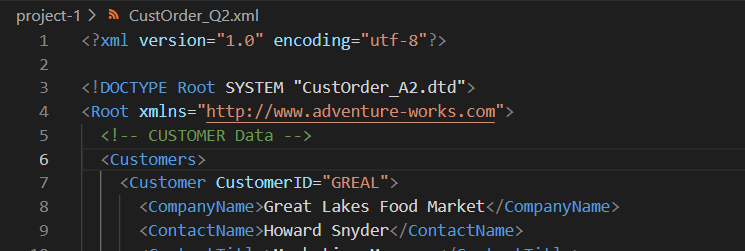 project-1 > CustOrder_Q2.xml
1 <?xml version="1.0" encoding="utf-8"?>
2
3 <!DOCTYPE Root SYSTEM "CustOrder_A2.dtd">
4 <Root xmlns="http://www.adventure-works.com">
5 <!-- CUSTOMER Data -->
6 <Customers>
7 <Customer CustomerID="GREAL">
8 <CompanyName>Great Lakes Food Market</CompanyName>
9 <ContactName>Howard Snyder</ContactName>